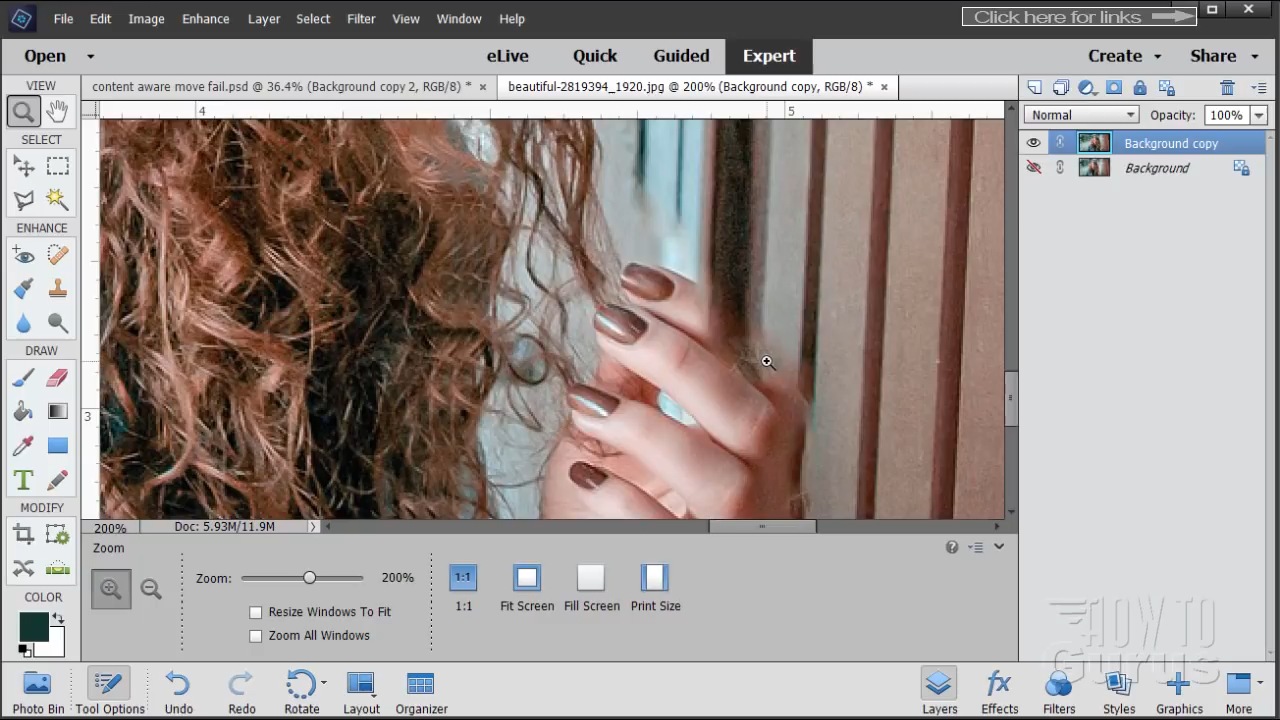 File Edit Image Enhance Layer Select Filter View Window Help
Click here for links
Open
eLive Quick Guided Expert
Create Share
VIEW
content aware move fail.psd @ 36.4% (Background copy 2, RGB/8) * ×
beautiful-2819394_1920.jpg @ 200% (Background copy, RGB/8) * ×
4 5
Normal Opacity: 100%
SELECT
Background copy
Background
ENHANCE
DRAW
3
T
MODIFY
200% Doc: 5.93M/11.9M
Zoom
Zoom: 200%
1:1
1:1 Fit Screen Fill Screen Print Size
COLOR
Resize Windows To Fit
Zoom All Windows
HOW TO
Gurus
Photo Bin Tool Options Undo Redo Rotate Layout Organizer
fx
Layers Effects Filters Styles Graphics More